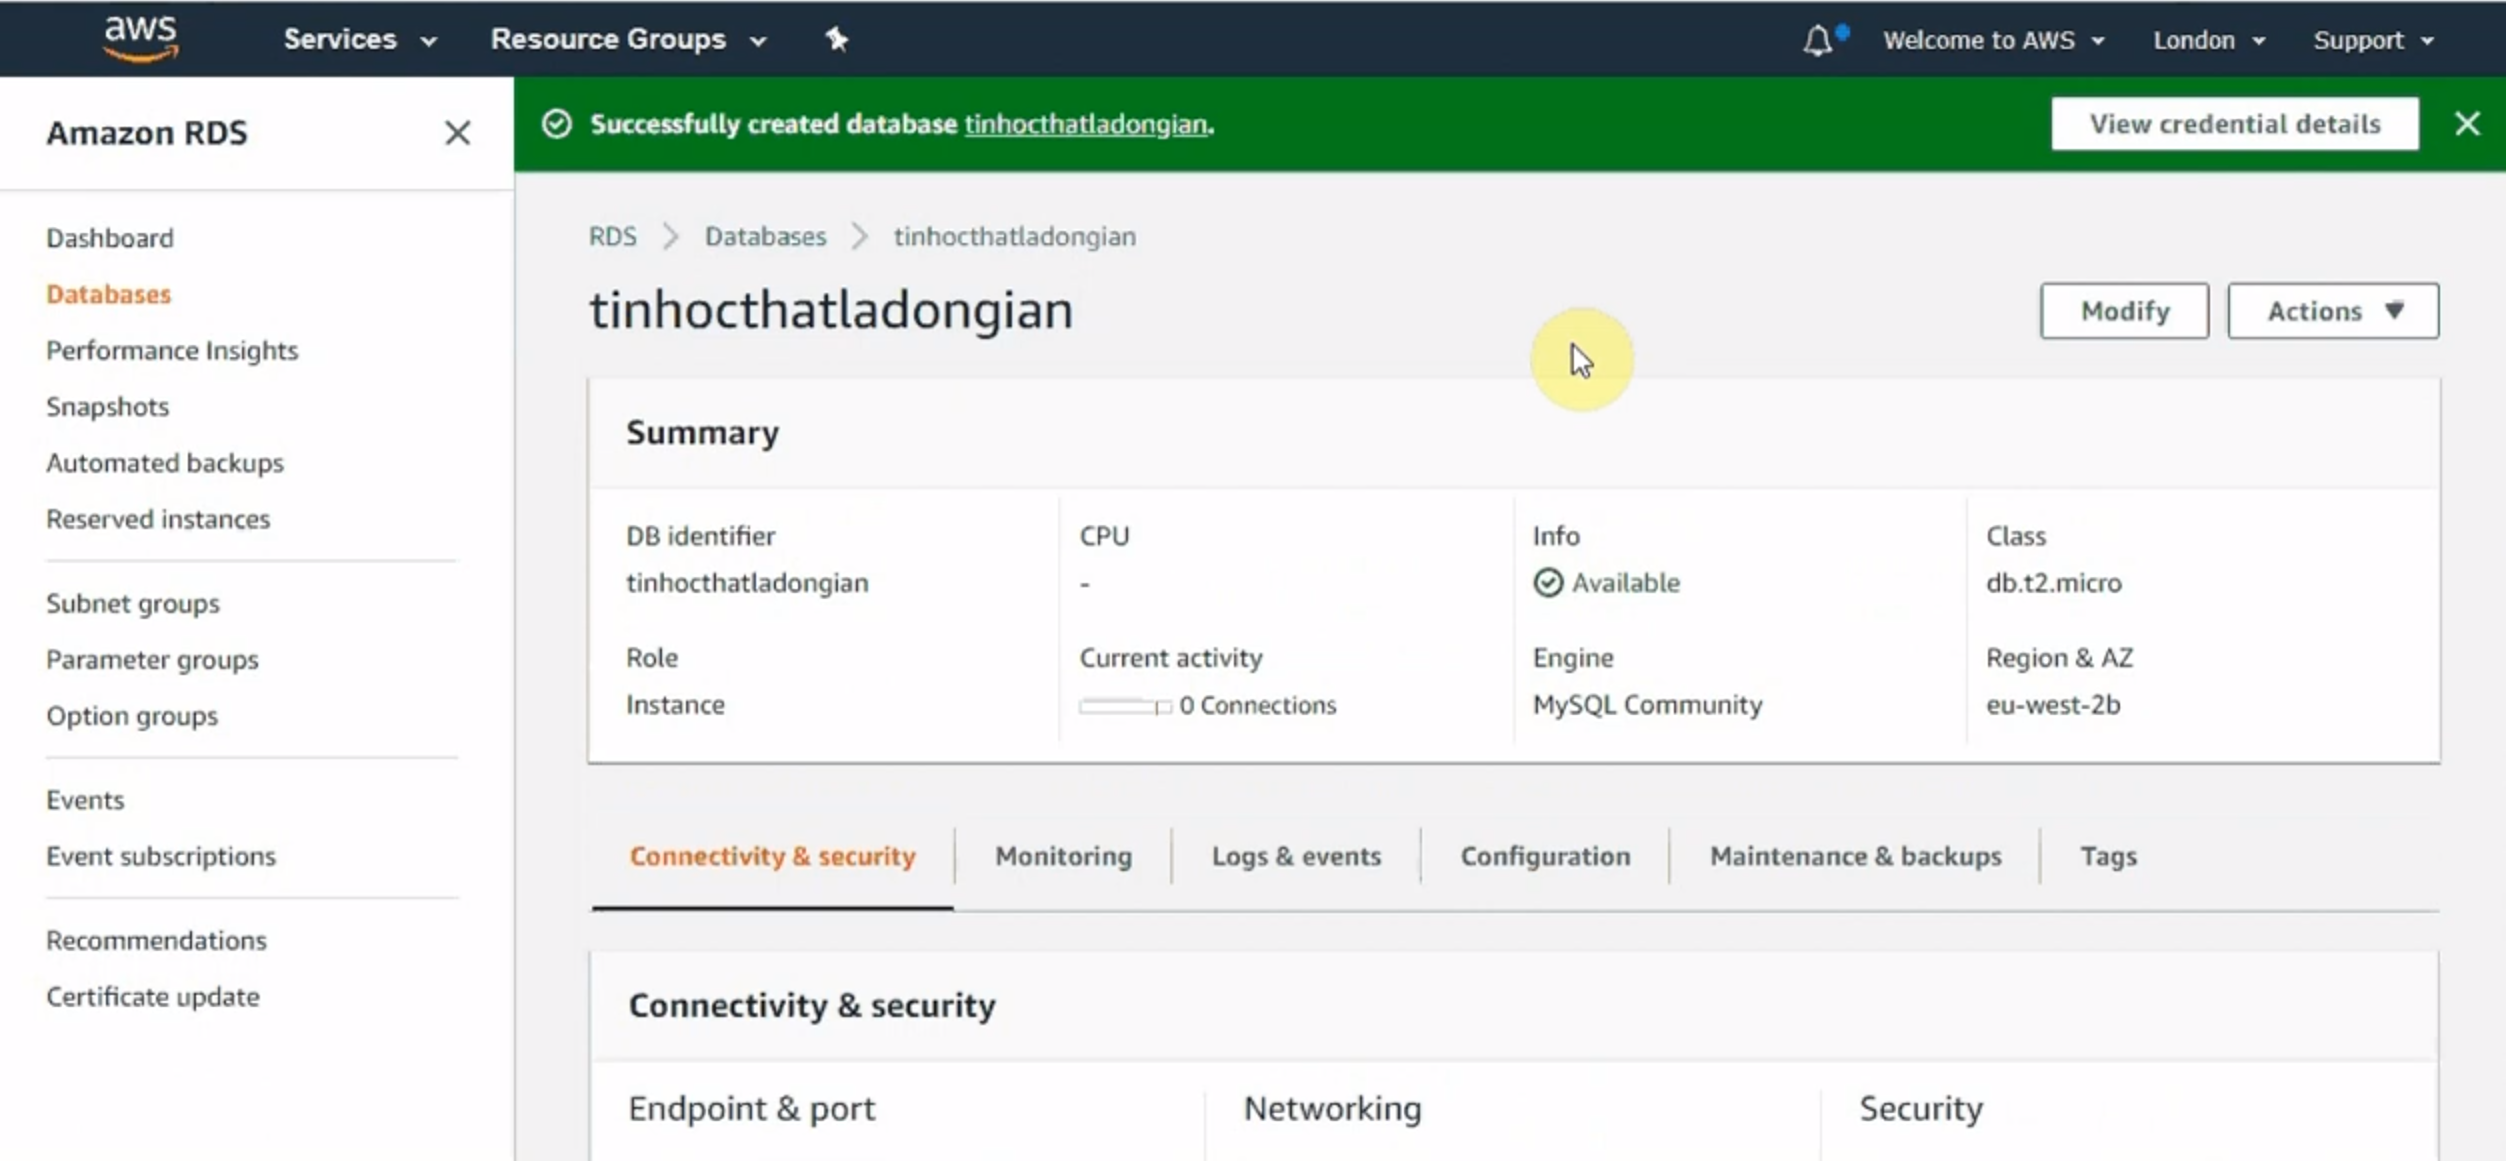 aws Services Resource Groups Welcome to AWS London Support
Amazon RDS
Successfully created database tinhocthatladongian. View credential details
Dashboard
Databases
Performance Insights
Snapshots
Automated backups
Reserved instances
Subnet groups
Parameter groups
Option groups
Events
Event subscriptions
Recommendations
Certificate update
RDS Databases tinhocthatladongian
tinhocthatladongian
Modify Actions
Summary
DB identifier
tinhocthatladongian
CPU
-
Info
Available
Class
db.t2.micro
Role
Instance
Current activity
0 Connections
Engine
MySQL Community
Region & AZ
eu-west-2b
Connectivity & security Monitoring Logs & events Configuration Maintenance & backups Tags
Connectivity & security
Endpoint & port Networking Security